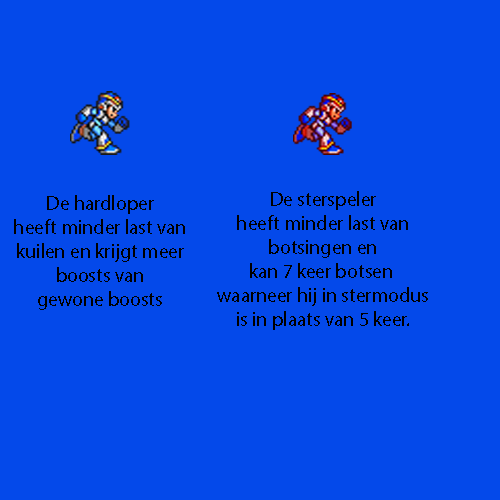 De hardloper
heeft minder last van
kuilen en krijgt meer
boosts van
gewone boosts
De sterspeler
heeft minder last van
botsingen en
kan 7 keer botsen
waarneer hij in stermodus
is in plaats van 5 keer.